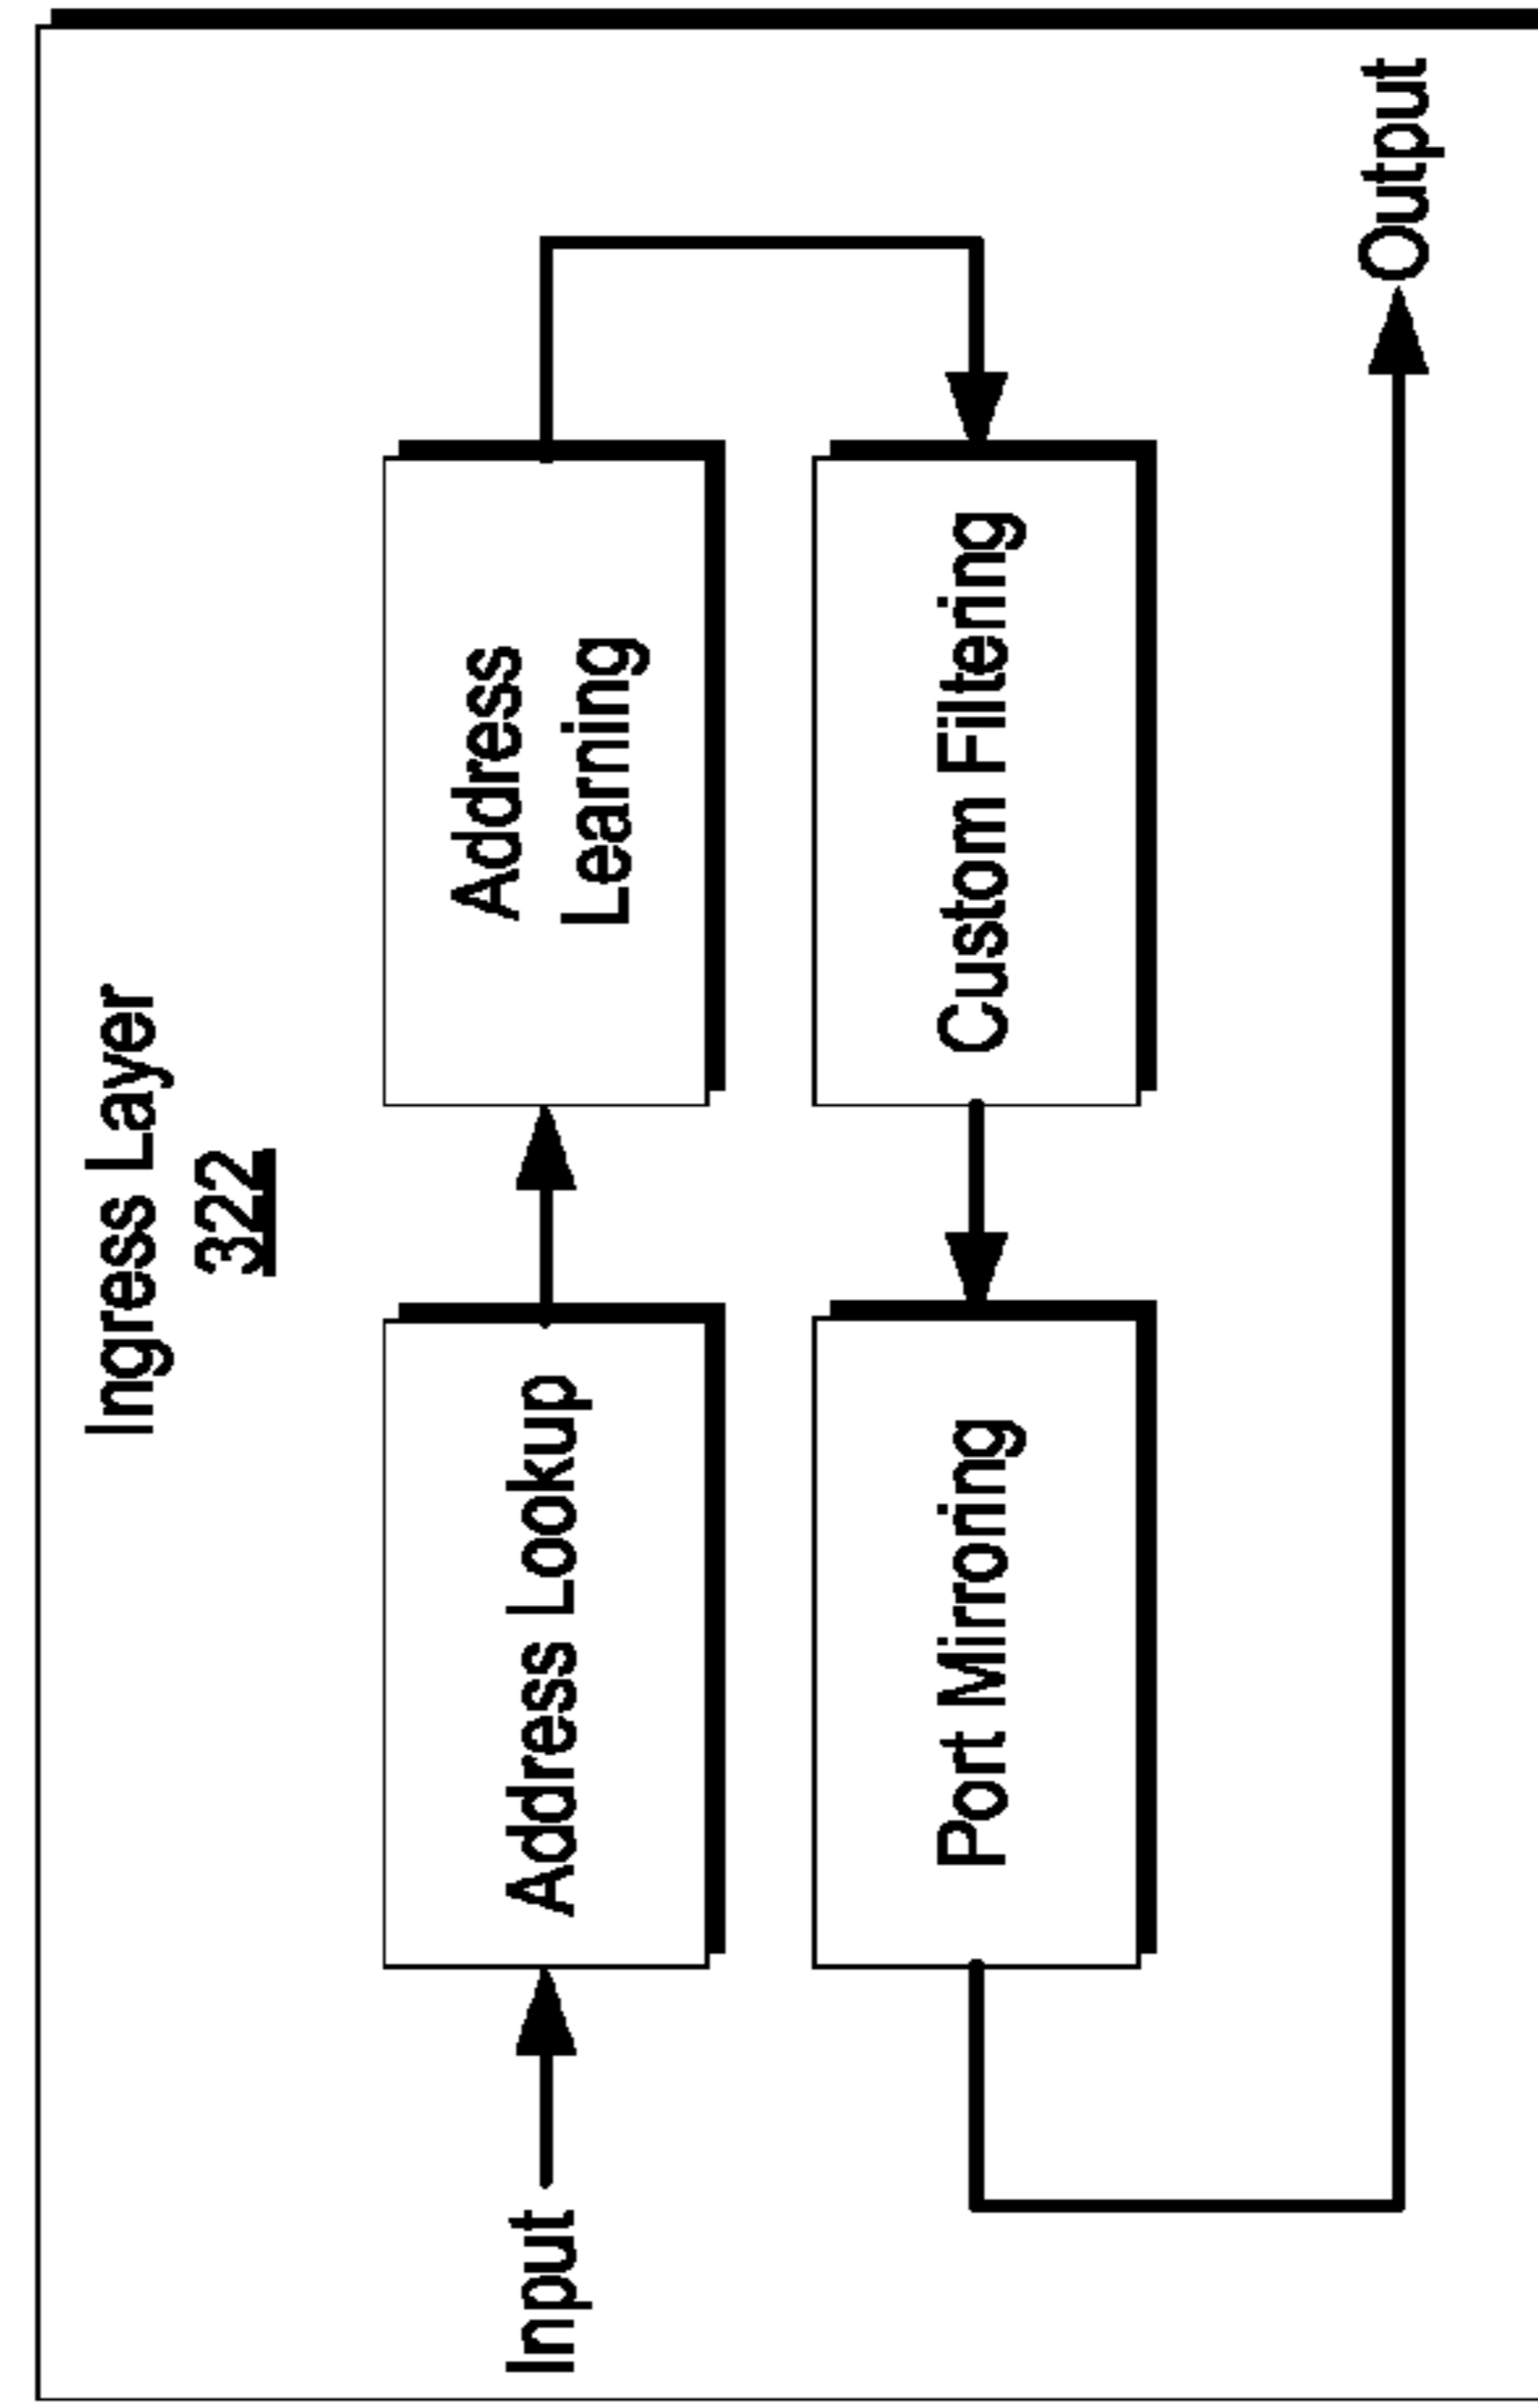 Ingress Layer
322
Input
Address Lookup
Address
Learning
Custom Filtering
Port Mirroring
Output